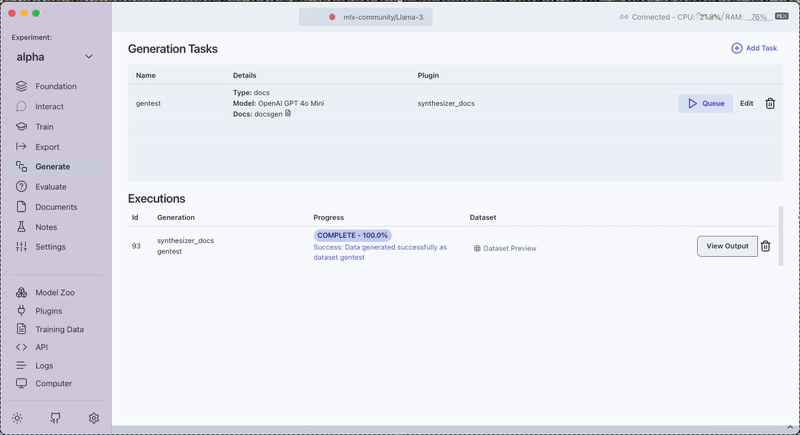 mlx-community/Llama-3.
Connected - CPU: 21.8%/ RAM: 76% MLX
Experiment:
alpha
Foundation
Interact
Train
Export
Generate
Evaluate
Documents
Notes
Settings
Model Zoo
Plugins
Training Data
API
Logs
Computer
Generation Tasks
Add Task
Name Details Plugin
Type: docs
gentest Model: OpenAI GPT 4o Mini synthesizer_docs Queue Edit
Docs: docsgen
Executions
Id Generation Progress Dataset
COMPLETE - 100.0%
93 synthesizer_docs Success: Data generated successfully as Dataset Preview View Output
gentest dataset gentest